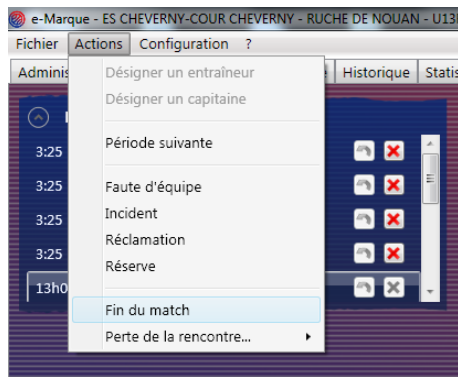 e-Marque - ES CHEVERNY-COUR CHEVERNY - RUCHE DE NOUAN - U13
Fichier Actions Configuration ?
Historique
Désigner un entraîneur
Désigner un capitaine
Période suivante
3:25
Faute d'équipe
3:25
Incident
3:25
Réclamation
3:25
Réserve
13h0
Fin du match
Perte de la rencontre...